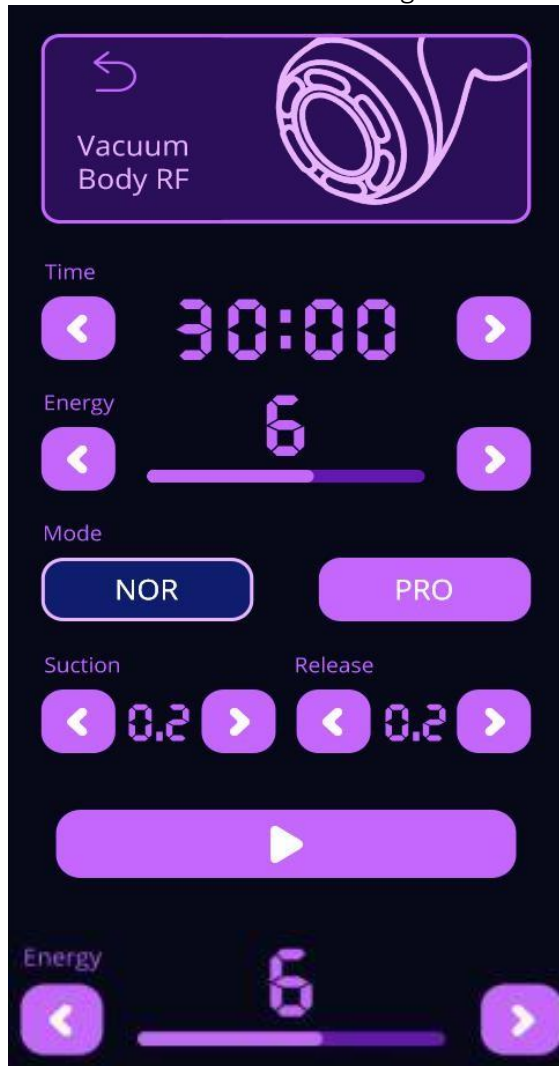 Vacuum
Body RF
Time
30:00
Energy
6
Mode
NOR PRO
Suction Release
0.2 0.2
Energy
6